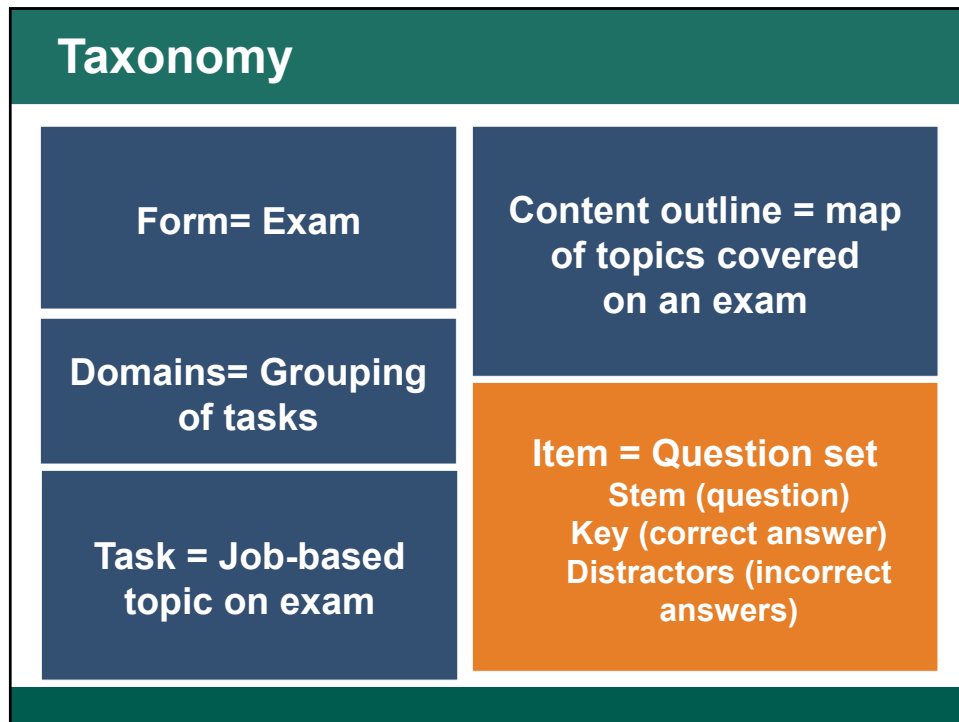 Taxonomy
Form= Exam
Domains= Grouping
of tasks
Task = Job-based
topic on exam
Content outline = map
of topics covered
on an exam
Item = Question set
Stem (question)
Key (correct answer)
Distractors (incorrect
answers)